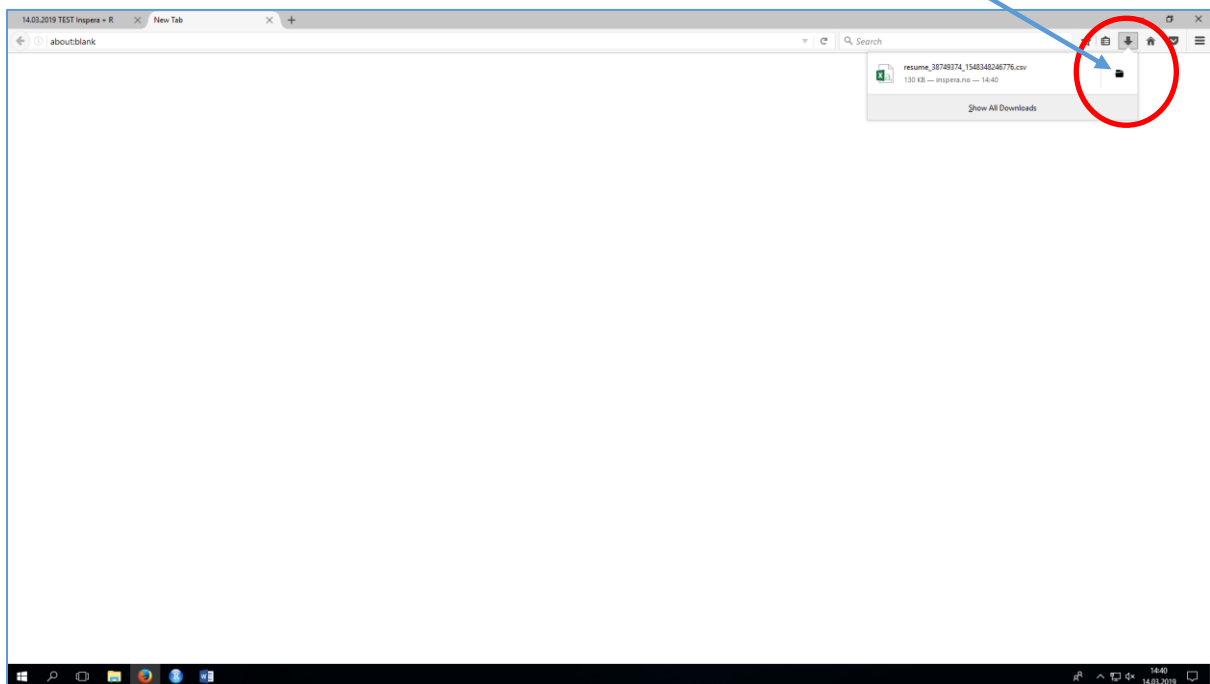 14.03.2019 TEST Inspera + R
New Tab
about:blank
Search
resume_38749374_1548348246776.csv
130 KB — inspera.no — 14:40
Show All Downloads
14:40
14.03.2019